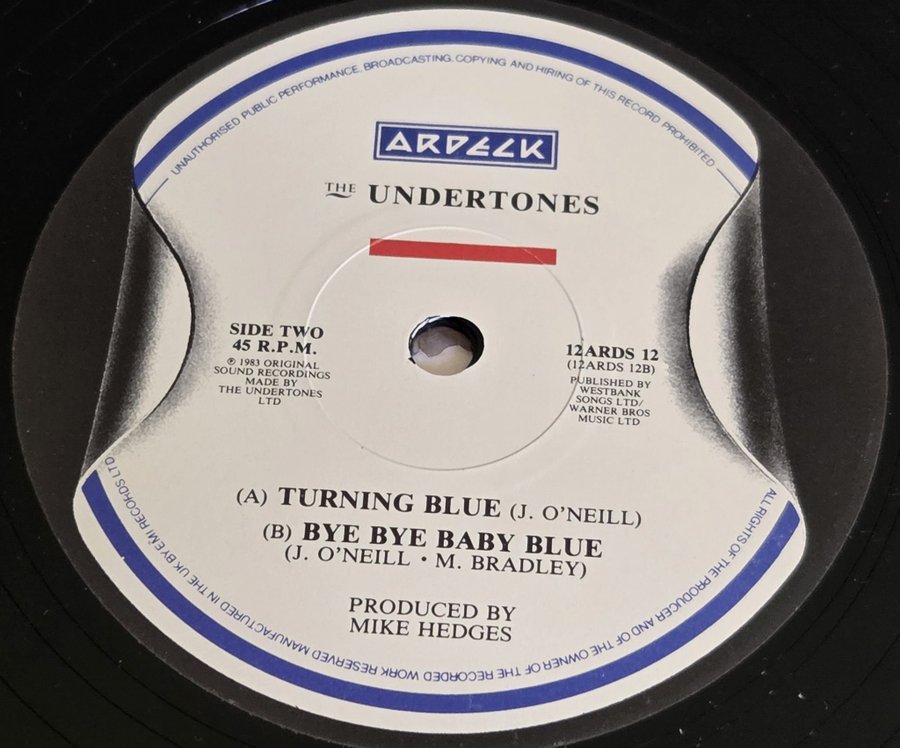 UNAUTHORISED PUBLIC PERFORMANCE, BROADCASTING, COPYING AND HIRING OF THIS RECORD PROHIBITED
ARDECK
THE UNDERTONES
SIDE TWO
45 R.P.M.
℗ 1983 ORIGINAL
SOUND RECORDINGS
MADE BY
THE UNDERTONES
LTD
12ARDS 12
(12ARDS 12B)
PUBLISHED BY
WESTBANK
SONGS LTD/
WARNER BROS
MUSIC LTD
(A) TURNING BLUE (J. O'NEILL)
(B) BYE BYE BABY BLUE
(J. O'NEILL • M. BRADLEY)
PRODUCED BY
MIKE HEDGES
ALL RIGHTS OF THE PRODUCER AND OF THE OWNER OF THE RECORDED WORK RESERVED MANUFACTURED IN THE UK BY EMI RECORDS LTD